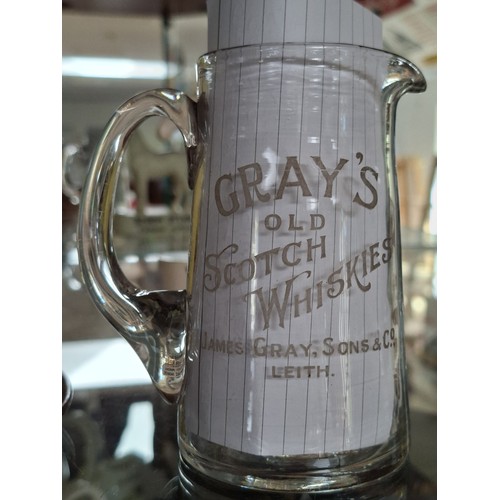 GRAY'S
OLD
SCOTCH
WHISKIES
JAMES GRAY, SONS & CO.
LEITH.